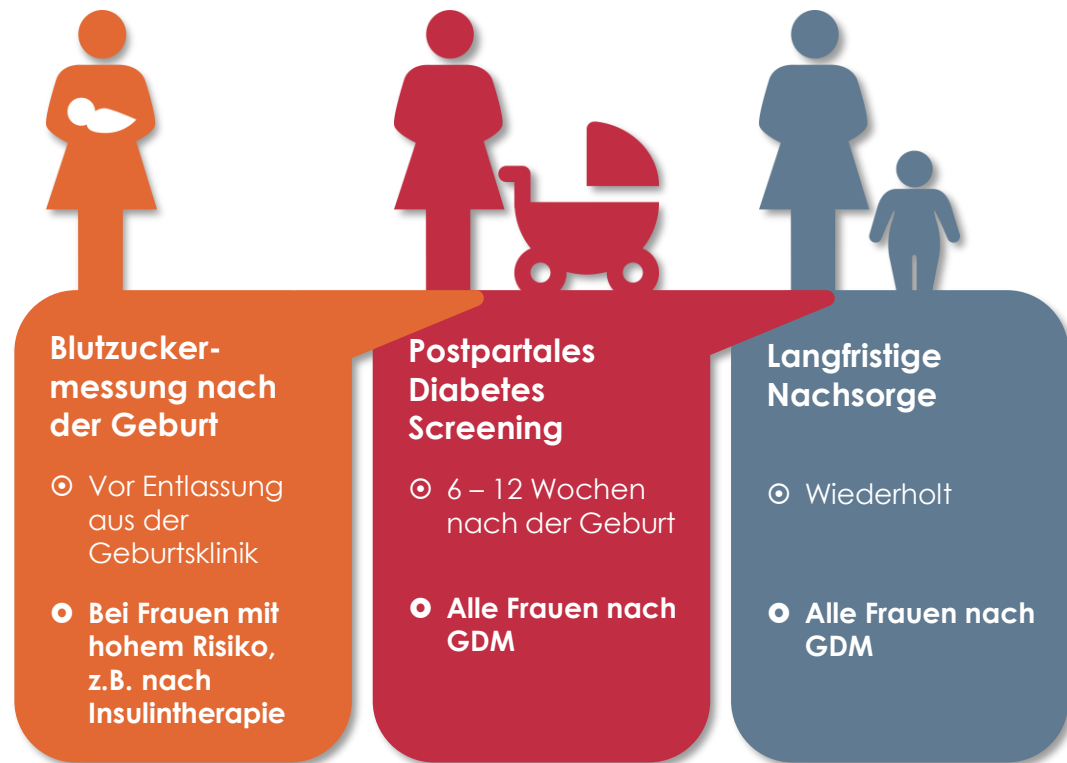 Blutzucker-
messung nach
der Geburt
Vor Entlassung
aus der
Geburtsklinik
Bei Frauen mit
hohem Risiko,
z.B. nach
Insulintherapie
Postpartales
Diabetes
Screening
6 – 12 Wochen
nach der Geburt
Alle Frauen nach
GDM
Langfristige
Nachsorge
Wiederholt
Alle Frauen nach
GDM